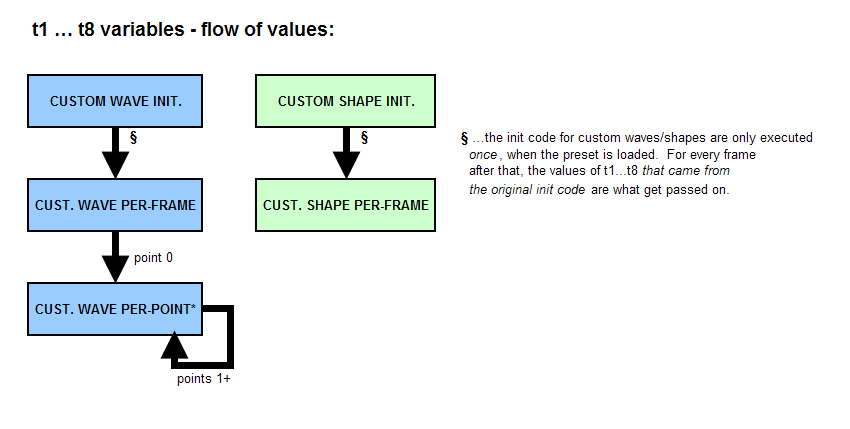 t1 ... t8 variables - flow of values:
CUSTOM WAVE INIT.
CUSTOM SHAPE INIT.
§
§
§ ...the init code for custom waves/shapes are only executed
once, when the preset is loaded. For every frame
after that, the values of t1...t8 that came from
the original init code are what get passed on.
CUST. WAVE PER-FRAME
CUST. SHAPE PER-FRAME
point 0
CUST. WAVE PER-POINT*
points 1+